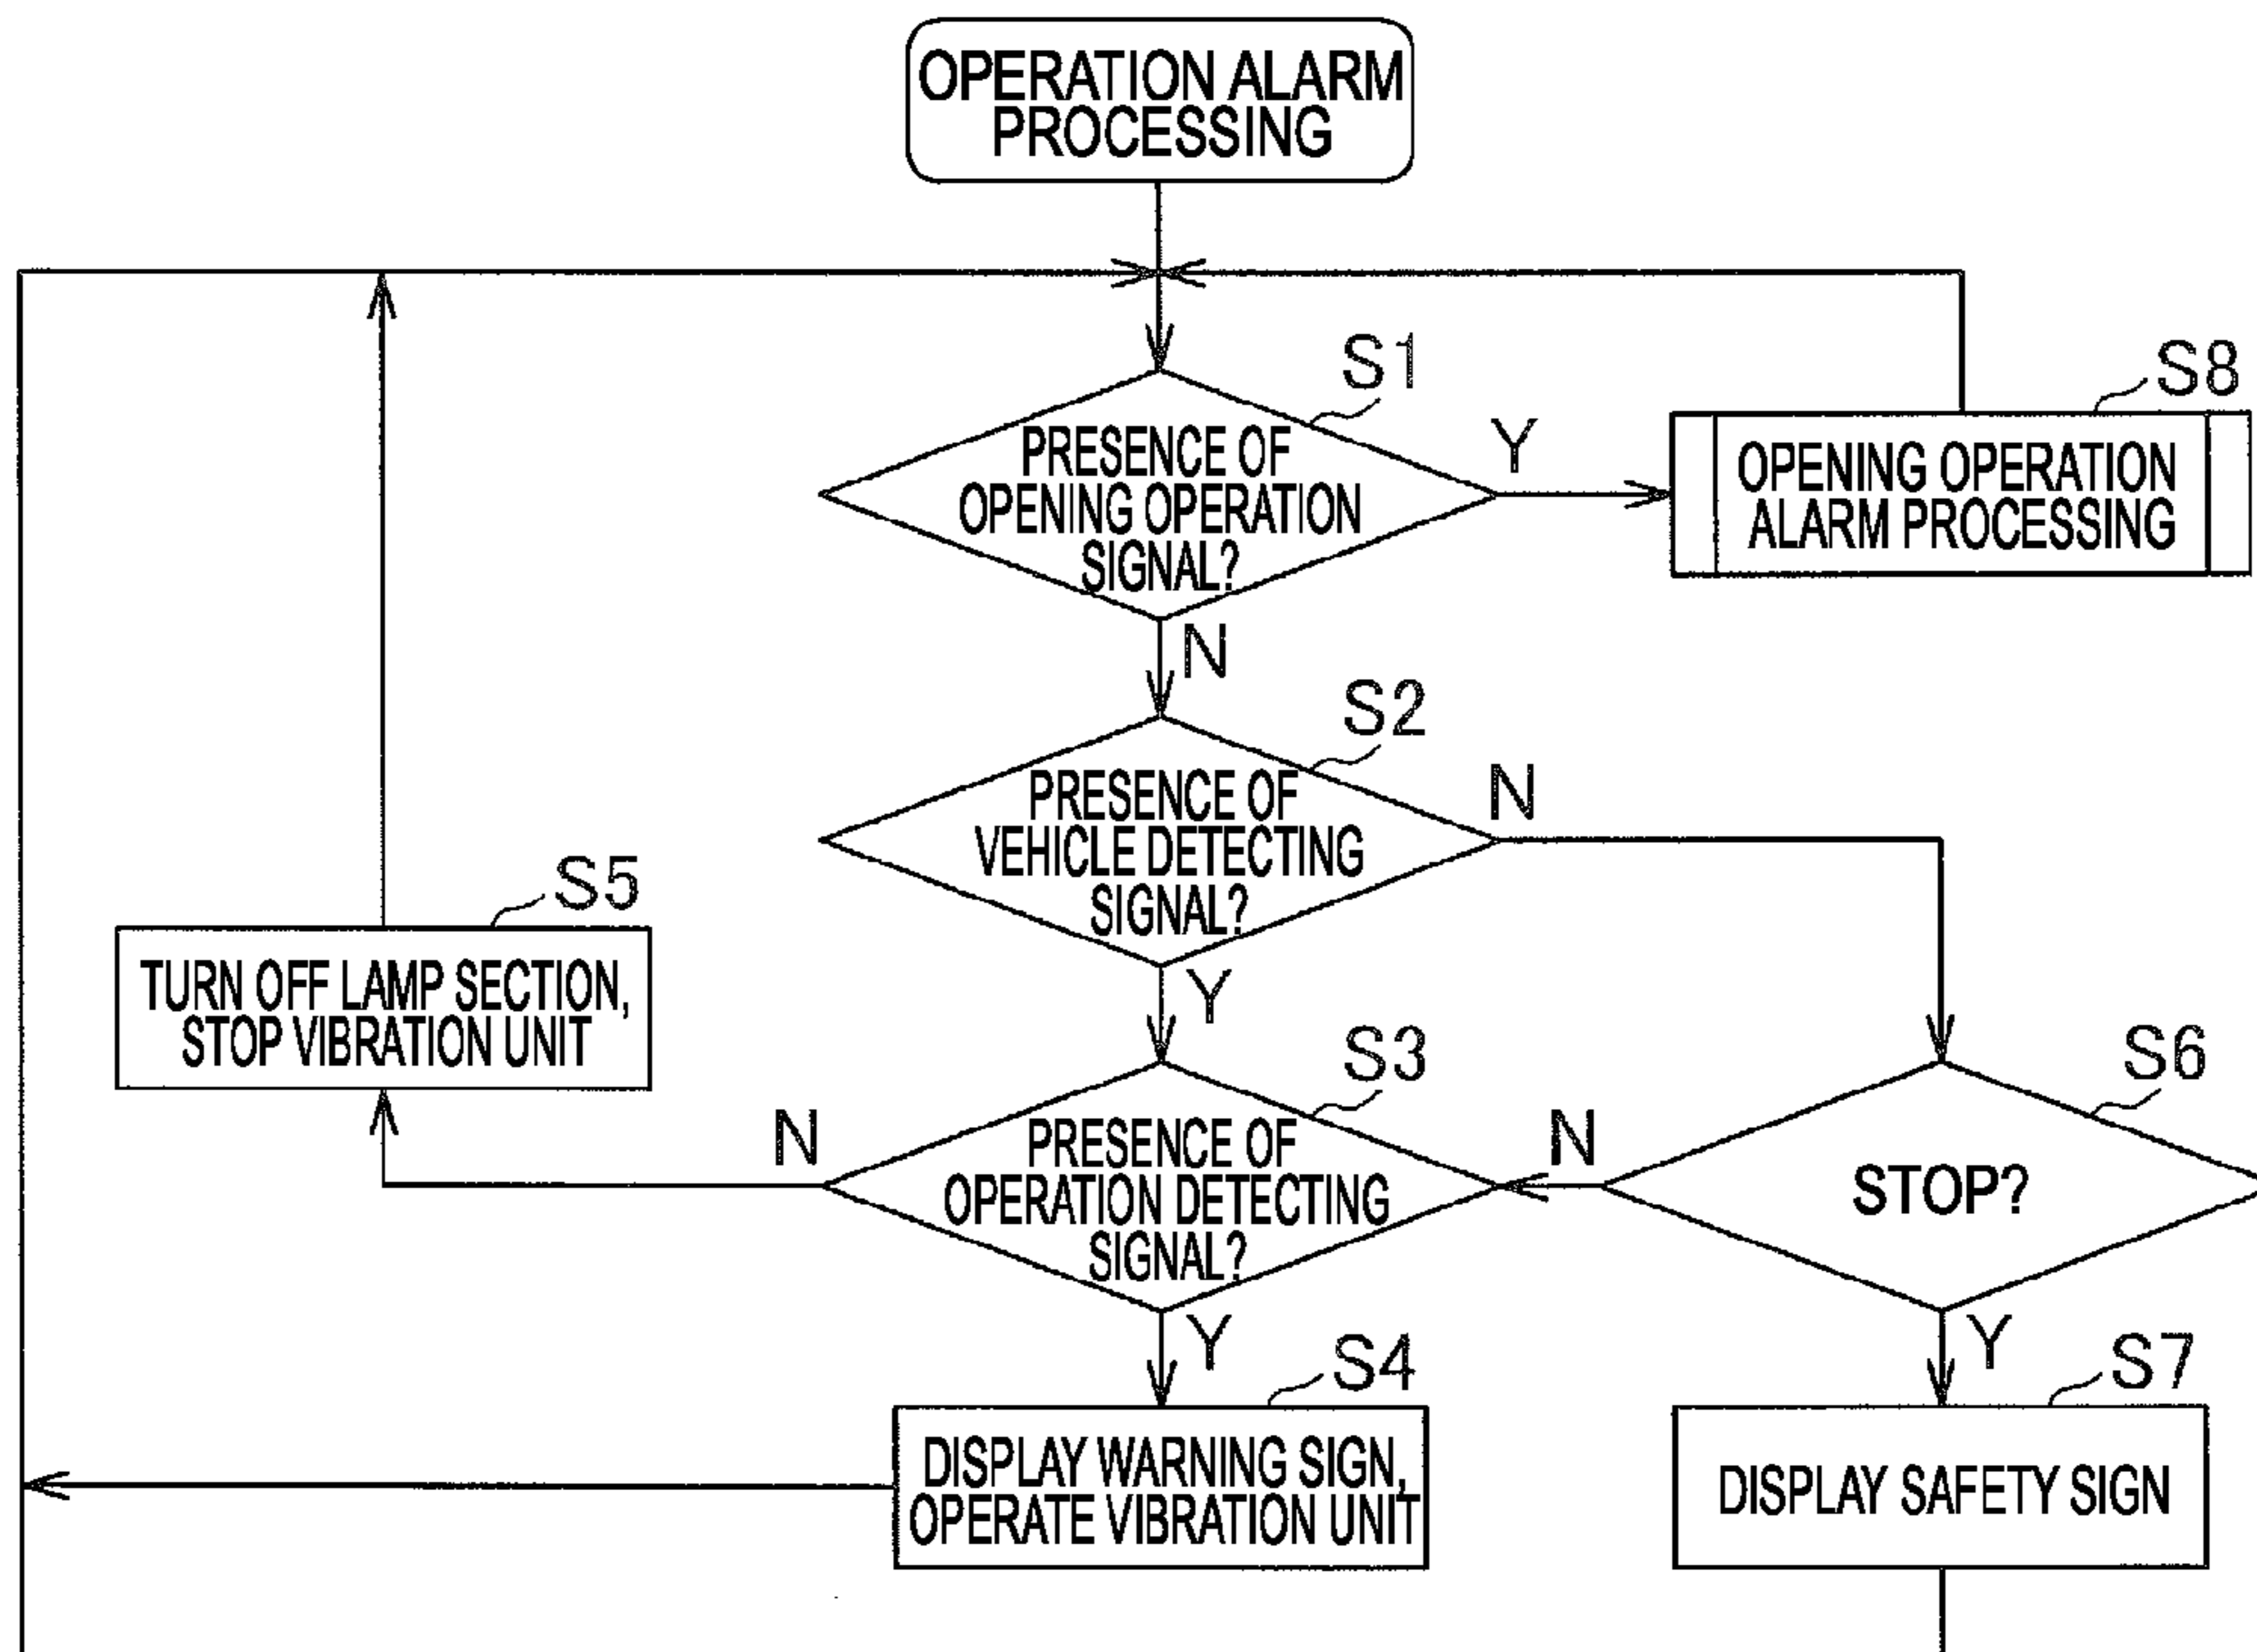 OPERATION ALARM
PROCESSING
S1
PRESENCE OF
OPENING OPERATION
SIGNAL?
Y
S8
OPENING OPERATION
ALARM PROCESSING
N
S2
PRESENCE OF
VEHICLE DETECTING
SIGNAL?
N
Y
S5
TURN OFF LAMP SECTION,
STOP VIBRATION UNIT
S3
PRESENCE OF
OPERATION DETECTING
SIGNAL?
N
N
S6
STOP?
Y
S4
DISPLAY WARNING SIGN,
OPERATE VIBRATION UNIT
Y
S7
DISPLAY SAFETY SIGN